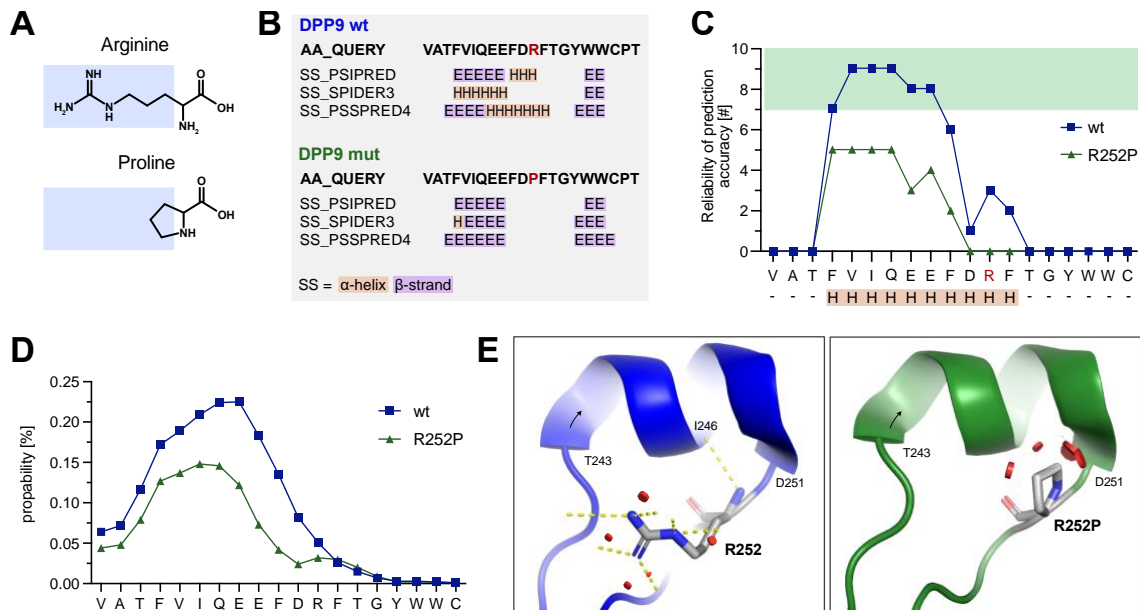 A
Arginine
NH
H2N
N
H
O
OH
NH2
Proline
O
OH
NH
B
DPP9 wt
AA_QUERY VATFVIQEEFDRFTGYWWCPT
SS_PSIPRED EEEEE HHH EE
SS_SPIDER3 HHHHHH EE
SS_PSSPRED4 EEEEHHHHHHH EEE
DPP9 mut
AA_QUERY VATFVIQEEFDPFTGYWWCPT
SS_PSIPRED EEEEE EE
SS_SPIDER3 HEEEE EEE
SS_PSSPRED4 EEEEEE EEEE
SS = α-helix β-strand
C
Reliability of prediction
accuracy [#]
10
8
6
4
2
0
wt
R252P
V A T F V I Q E E F D R F T G Y W W C
- - - H H H H H H H H H H - - - - - -
D
propability [%]
0.25
0.20
0.15
0.10
0.05
0.00
wt
R252P
V A T F V I Q E E F D R F T G Y W W C
E
T243
I246
D251
R252
T243
D251
R252P